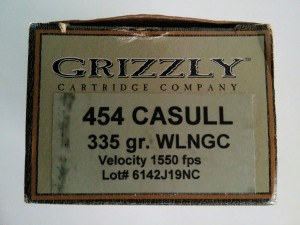 GRIZZLY™
CARTRIDGE COMPANY
454 CASULL
335 gr. WLNGC
Velocity 1550 fps
Lot# 6142J19NC